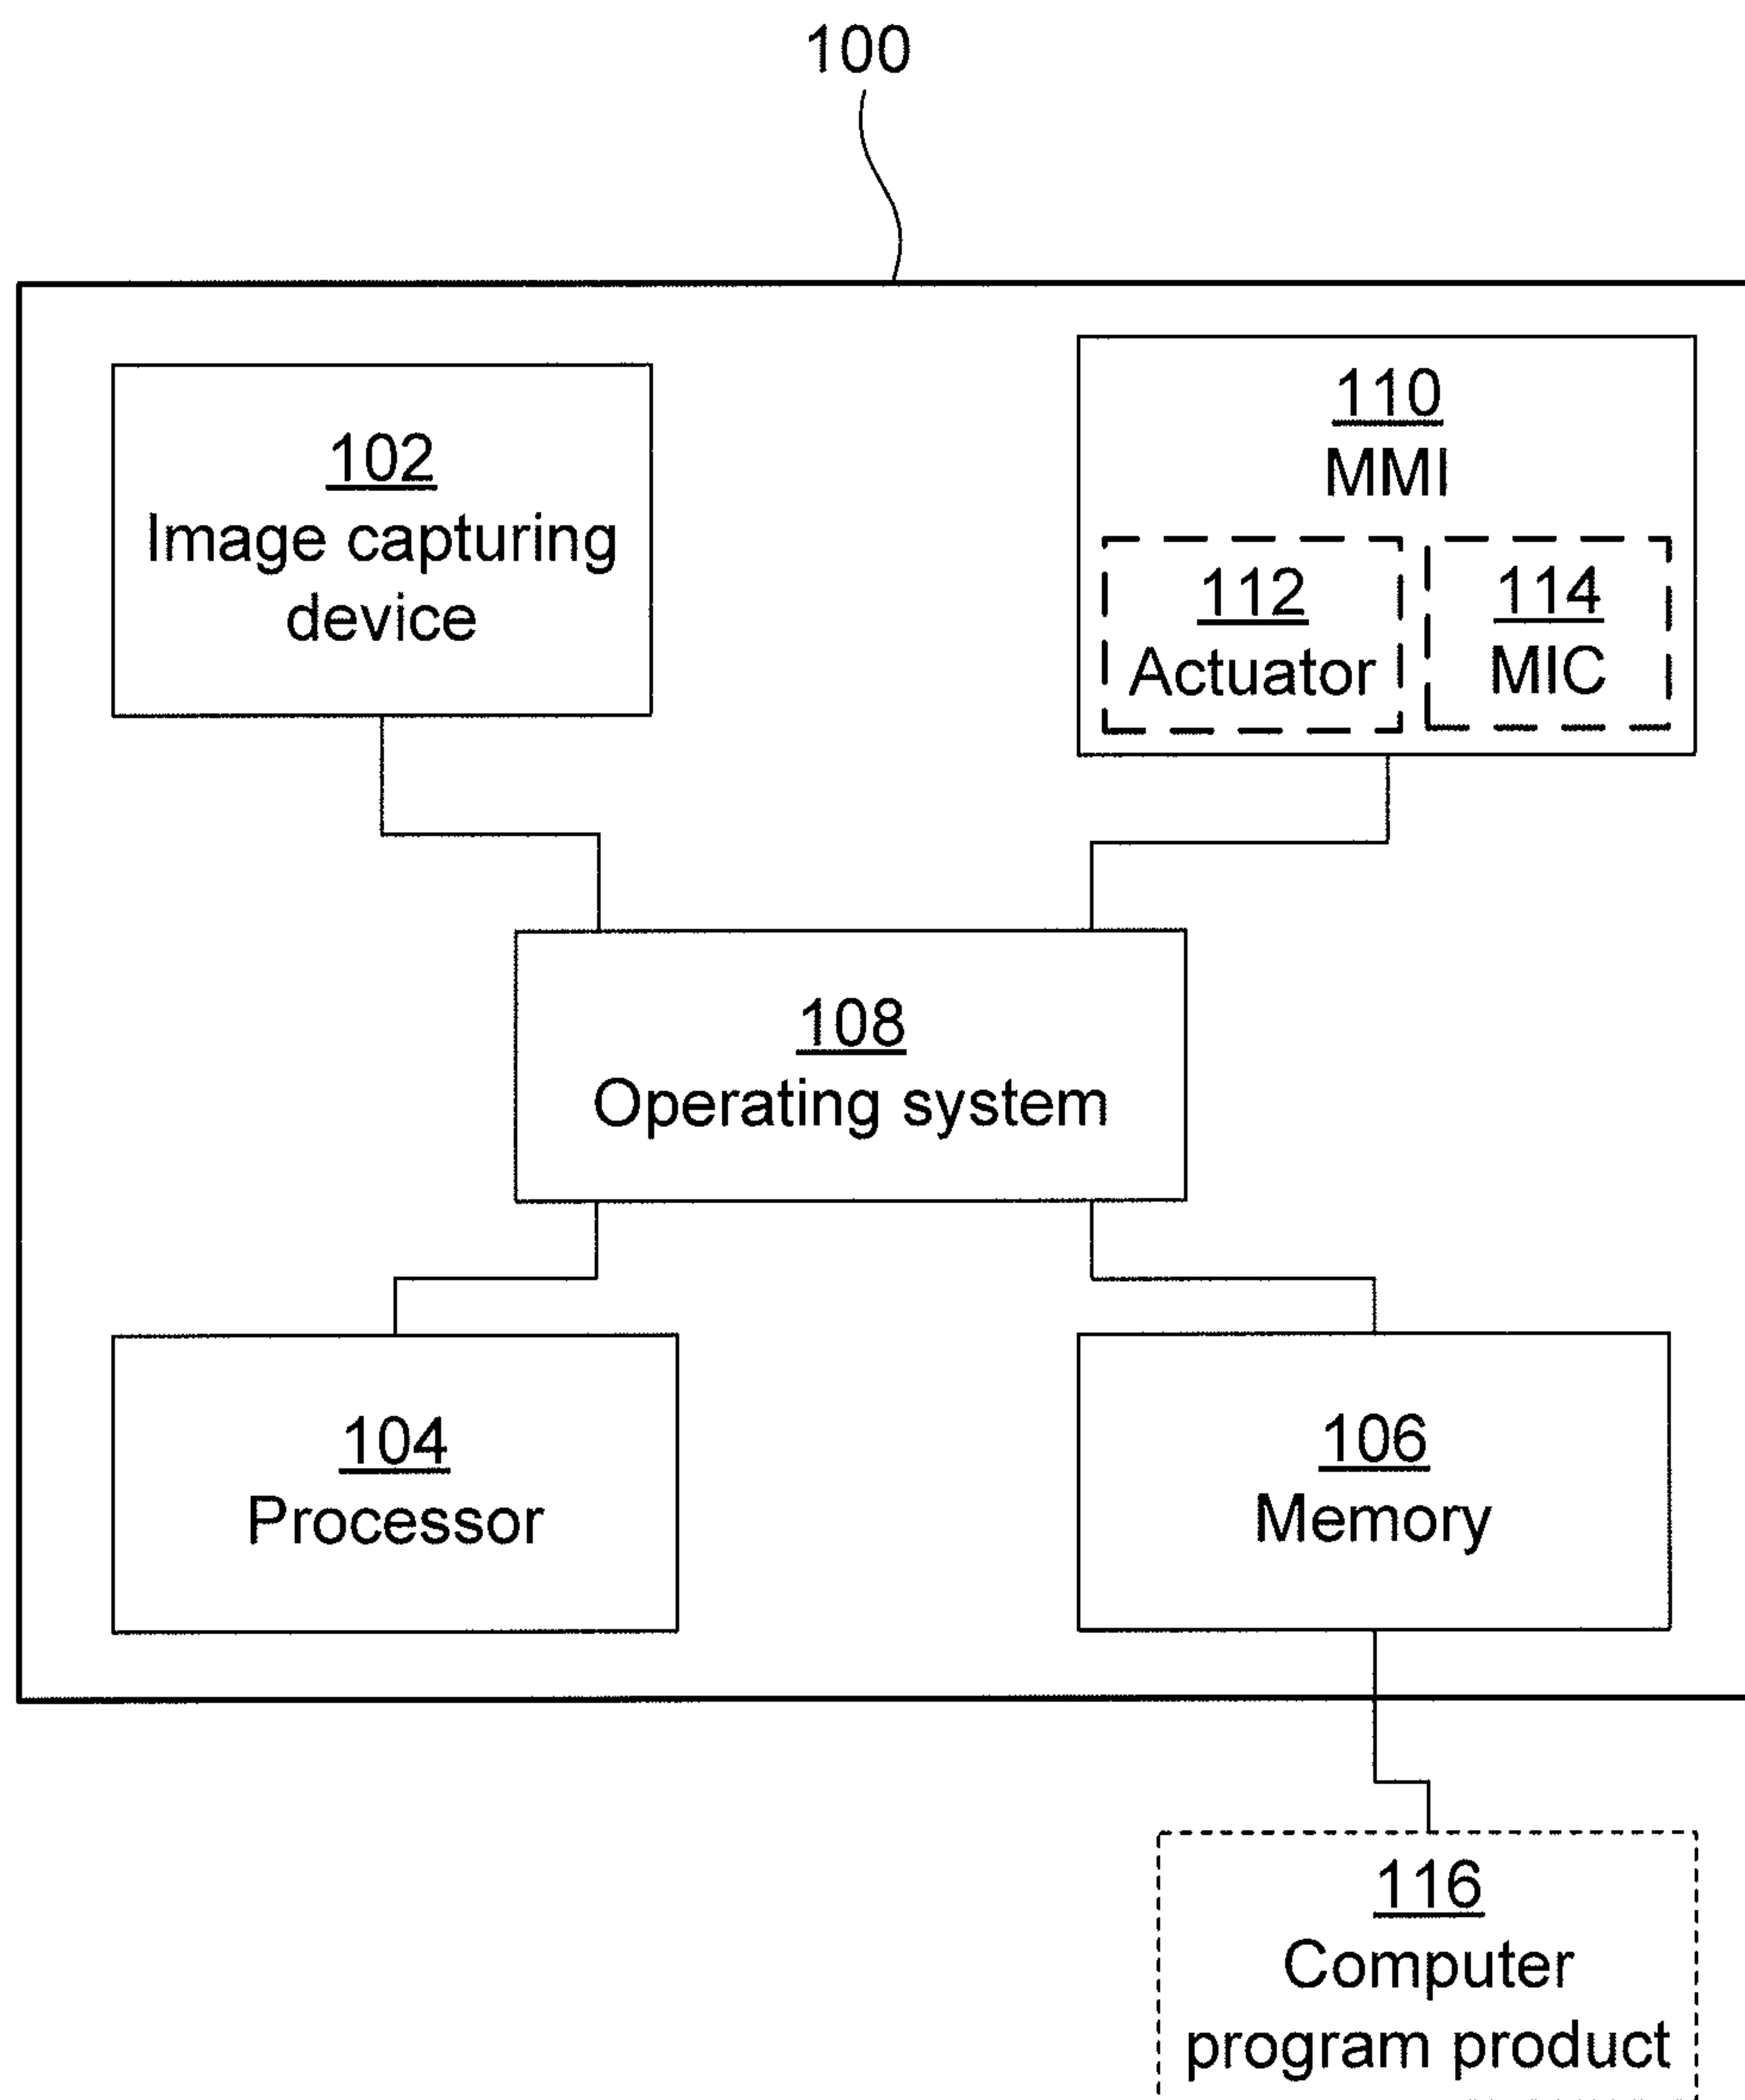 100
102
Image capturing
device
110
MMI
112
Actuator
114
MIC
108
Operating system
104
Processor
106
Memory
116
Computer
program product